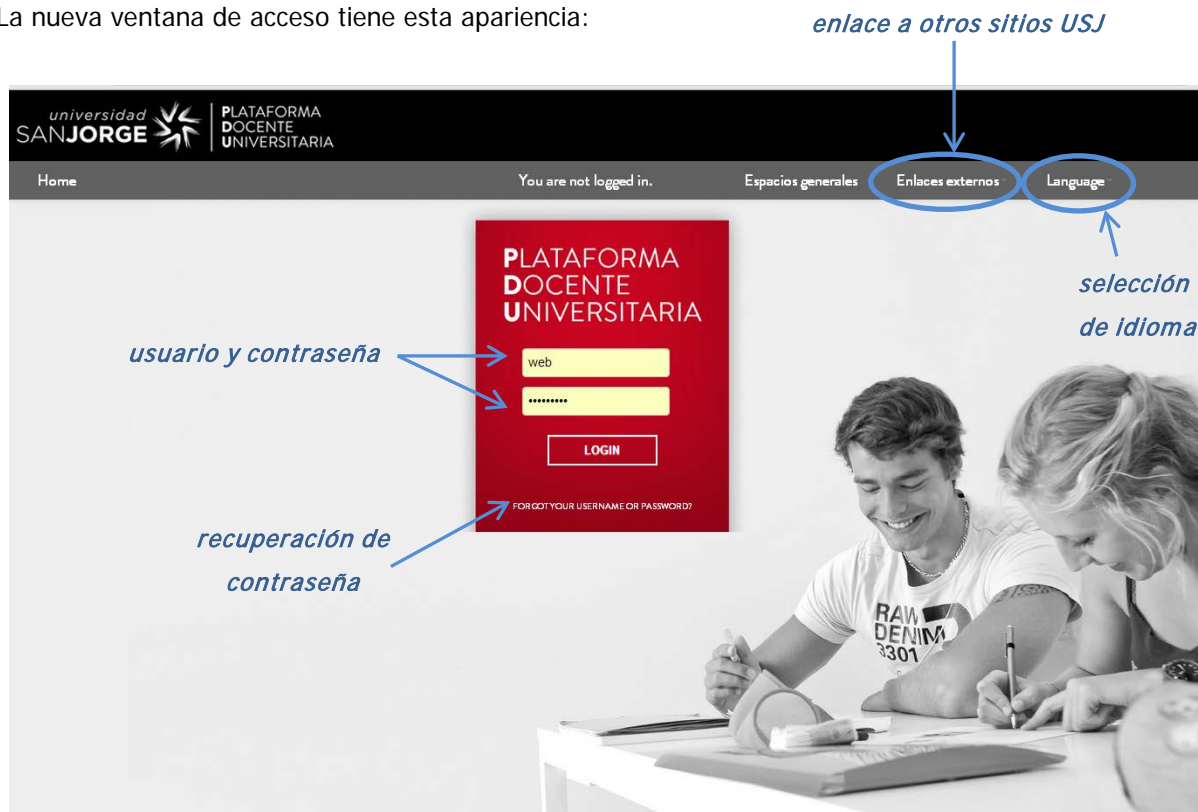 La nueva ventana de acceso tiene esta apariencia:
enlace a otros sitios USJ
universidad
SANJORGE
PLATAFORMA
DOCENTE
UNIVERSITARIA
Home
You are not logged in.
Espacios generales
Enlaces externos
Language
PLATAFORMA
DOCENTE
UNIVERSITARIA
selección
de idioma
usuario y contraseña
web
•••••••••
LOGIN
FORGOT YOUR USERNAME OR PASSWORD?
recuperación de
contraseña
RAW
DENIM
3301